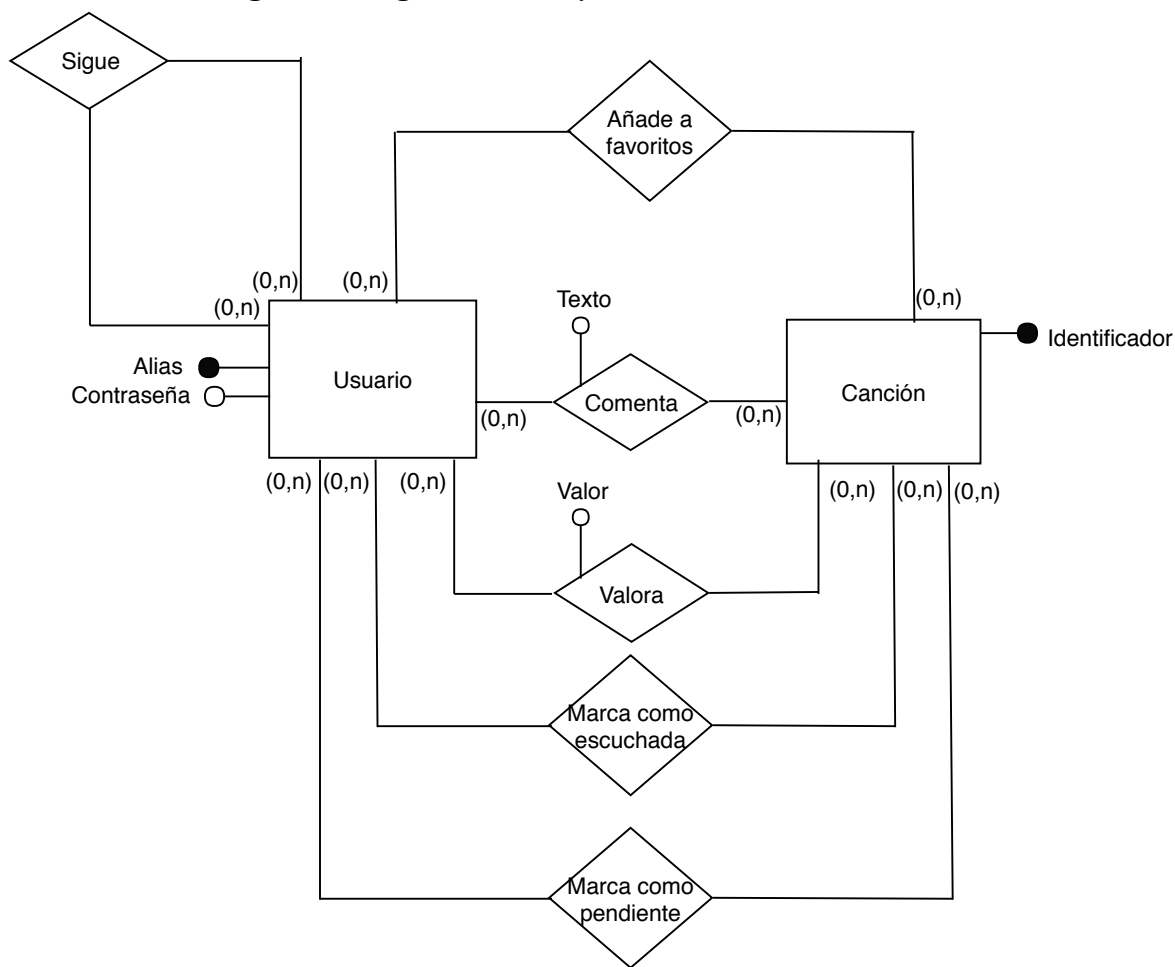 Sigue
Añade a
favoritos
(0,n)
(0,n)
(0,n)
(0,n)
Texto
Identificador
Alias
Contraseña
Usuario
Comenta
Canción
(0,n)
(0,n)
(0,n)
(0,n)
(0,n)
Valor
(0,n)
(0,n)
(0,n)
Valora
Marca como
escuchada
Marca como
pendiente